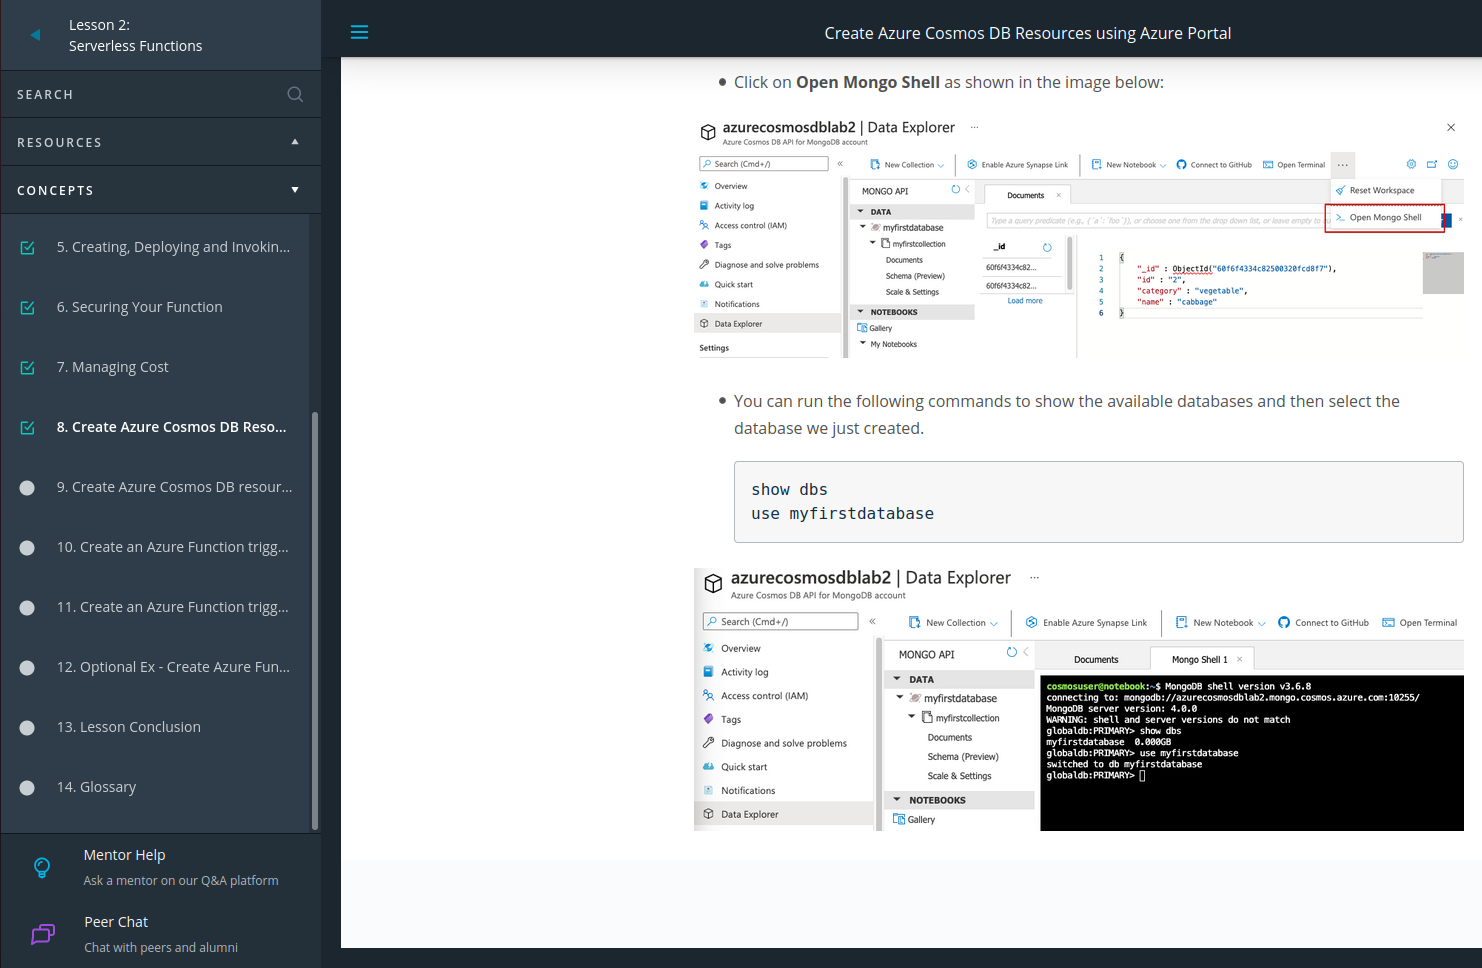 Lesson 2:
Serverless Functions
SEARCH
RESOURCES
CONCEPTS
5. Creating, Deploying and Invokin...
6. Securing Your Function
7. Managing Cost
8. Create Azure Cosmos DB Reso...
9. Create Azure Cosmos DB resour...
10. Create an Azure Function trigg...
11. Create an Azure Function trigg...
12. Optional Ex - Create Azure Fun...
13. Lesson Conclusion
14. Glossary
Mentor Help
Ask a mentor on our Q&A platform
Peer Chat
Chat with peers and alumni
Create Azure Cosmos DB Resources using Azure Portal
Click on Open Mongo Shell as shown in the image below:
azurecosmosdblab2 | Data Explorer ...
Azure Cosmos DB API for MongoDB account
Search (Cmd+/)
New Collection
Enable Azure Synapse Link
New Notebook
Connect to GitHub
Open Terminal
...
Reset Workspace
Open Mongo Shell
Overview
Activity log
Access control (IAM)
Tags
Diagnose and solve problems
Quick start
Notifications
Data Explorer
Settings
MONGO API
DATA
myfirstdatabase
myfirstcollection
Documents
Schema (Preview)
Scale & Settings
NOTEBOOKS
Gallery
My Notebooks
Documents
Type a query predicate (e.g., { 'a': 'foo' }), or choose one from the drop down list, or leave empty to
_id
60f6f4334c82...
60f6f4334c82...
Load more
1 {
2 "_id" : ObjectId("60f6f4334c82500320fcd8f7"),
3 "id" : "2",
4 "category" : "vegetable",
5 "name" : "cabbage"
6 }
You can run the following commands to show the available databases and then select the
database we just created.
show dbs
use myfirstdatabase
azurecosmosdblab2 | Data Explorer ...
Azure Cosmos DB API for MongoDB account
Search (Cmd+/)
New Collection
Enable Azure Synapse Link
New Notebook
Connect to GitHub
Open Terminal
Overview
Activity log
Access control (IAM)
Tags
Diagnose and solve problems
Quick start
Notifications
Data Explorer
MONGO API
DATA
myfirstdatabase
myfirstcollection
Documents
Schema (Preview)
Scale & Settings
NOTEBOOKS
Gallery
Documents
Mongo Shell 1
cosmosuser@notebook:~$ MongoDB shell version v3.6.8
connecting to: mongodb://azurecosmosdblab2.mongo.cosmos.azure.com:10255/
MongoDB server version: 4.0.0
WARNING: shell and server versions do not match
globaldb:PRIMARY> show dbs
myfirstdatabase 0.000GB
globaldb:PRIMARY> use myfirstdatabase
switched to db myfirstdatabase
globaldb:PRIMARY>